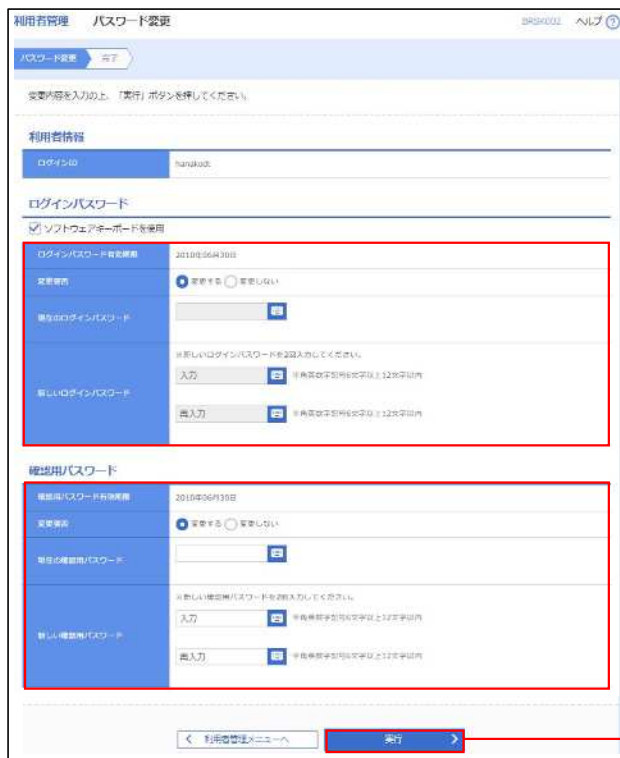 利用者管理 パスワード変更 BRSK002 ヘルプ ?
パスワード変更 完了
変更内容を入力の上、「実行」ボタンを押してください。
利用者情報
ログインID
ログインパスワード
ソフトウェアキーボードを使用
ログインパスワード有効期限 2010年06月30日
変更要否 変更する 変更しない
現在のログインパスワード
※新しいログインパスワードを2回入力してください。
新しいログインパスワード
入力 半角英数字記号6文字以上12文字以内
再入力 半角英数字記号6文字以上12文字以内
確認用パスワード
確認用パスワード有効期限 2010年06月30日
変更要否 変更する 変更しない
現在の確認用パスワード
※新しい確認用パスワードを2回入力してください。
新しい確認用パスワード
入力 半角英数字記号6文字以上12文字以内
再入力 半角英数字記号6文字以上12文字以内
利用者管理メニューへ 実行